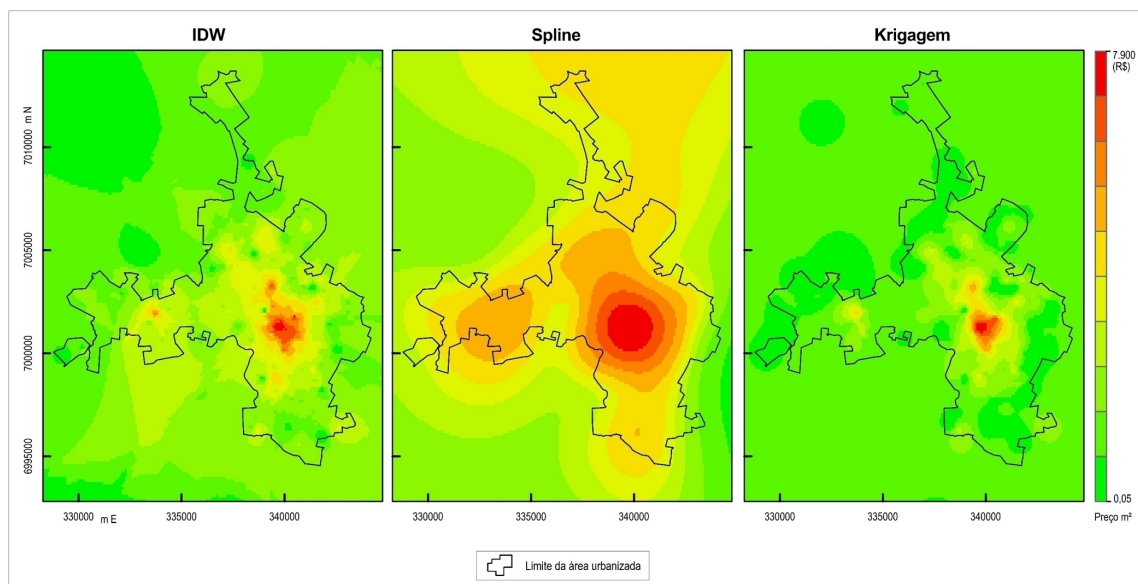 IDW
Spline
Krigagem
7.900
(R$)
0,05
Preço m²
7010000 m N
7005000
7000000
6995000
330000 m E 335000 340000
330000 335000 340000
330000 335000 340000
Limite da área urbanizada